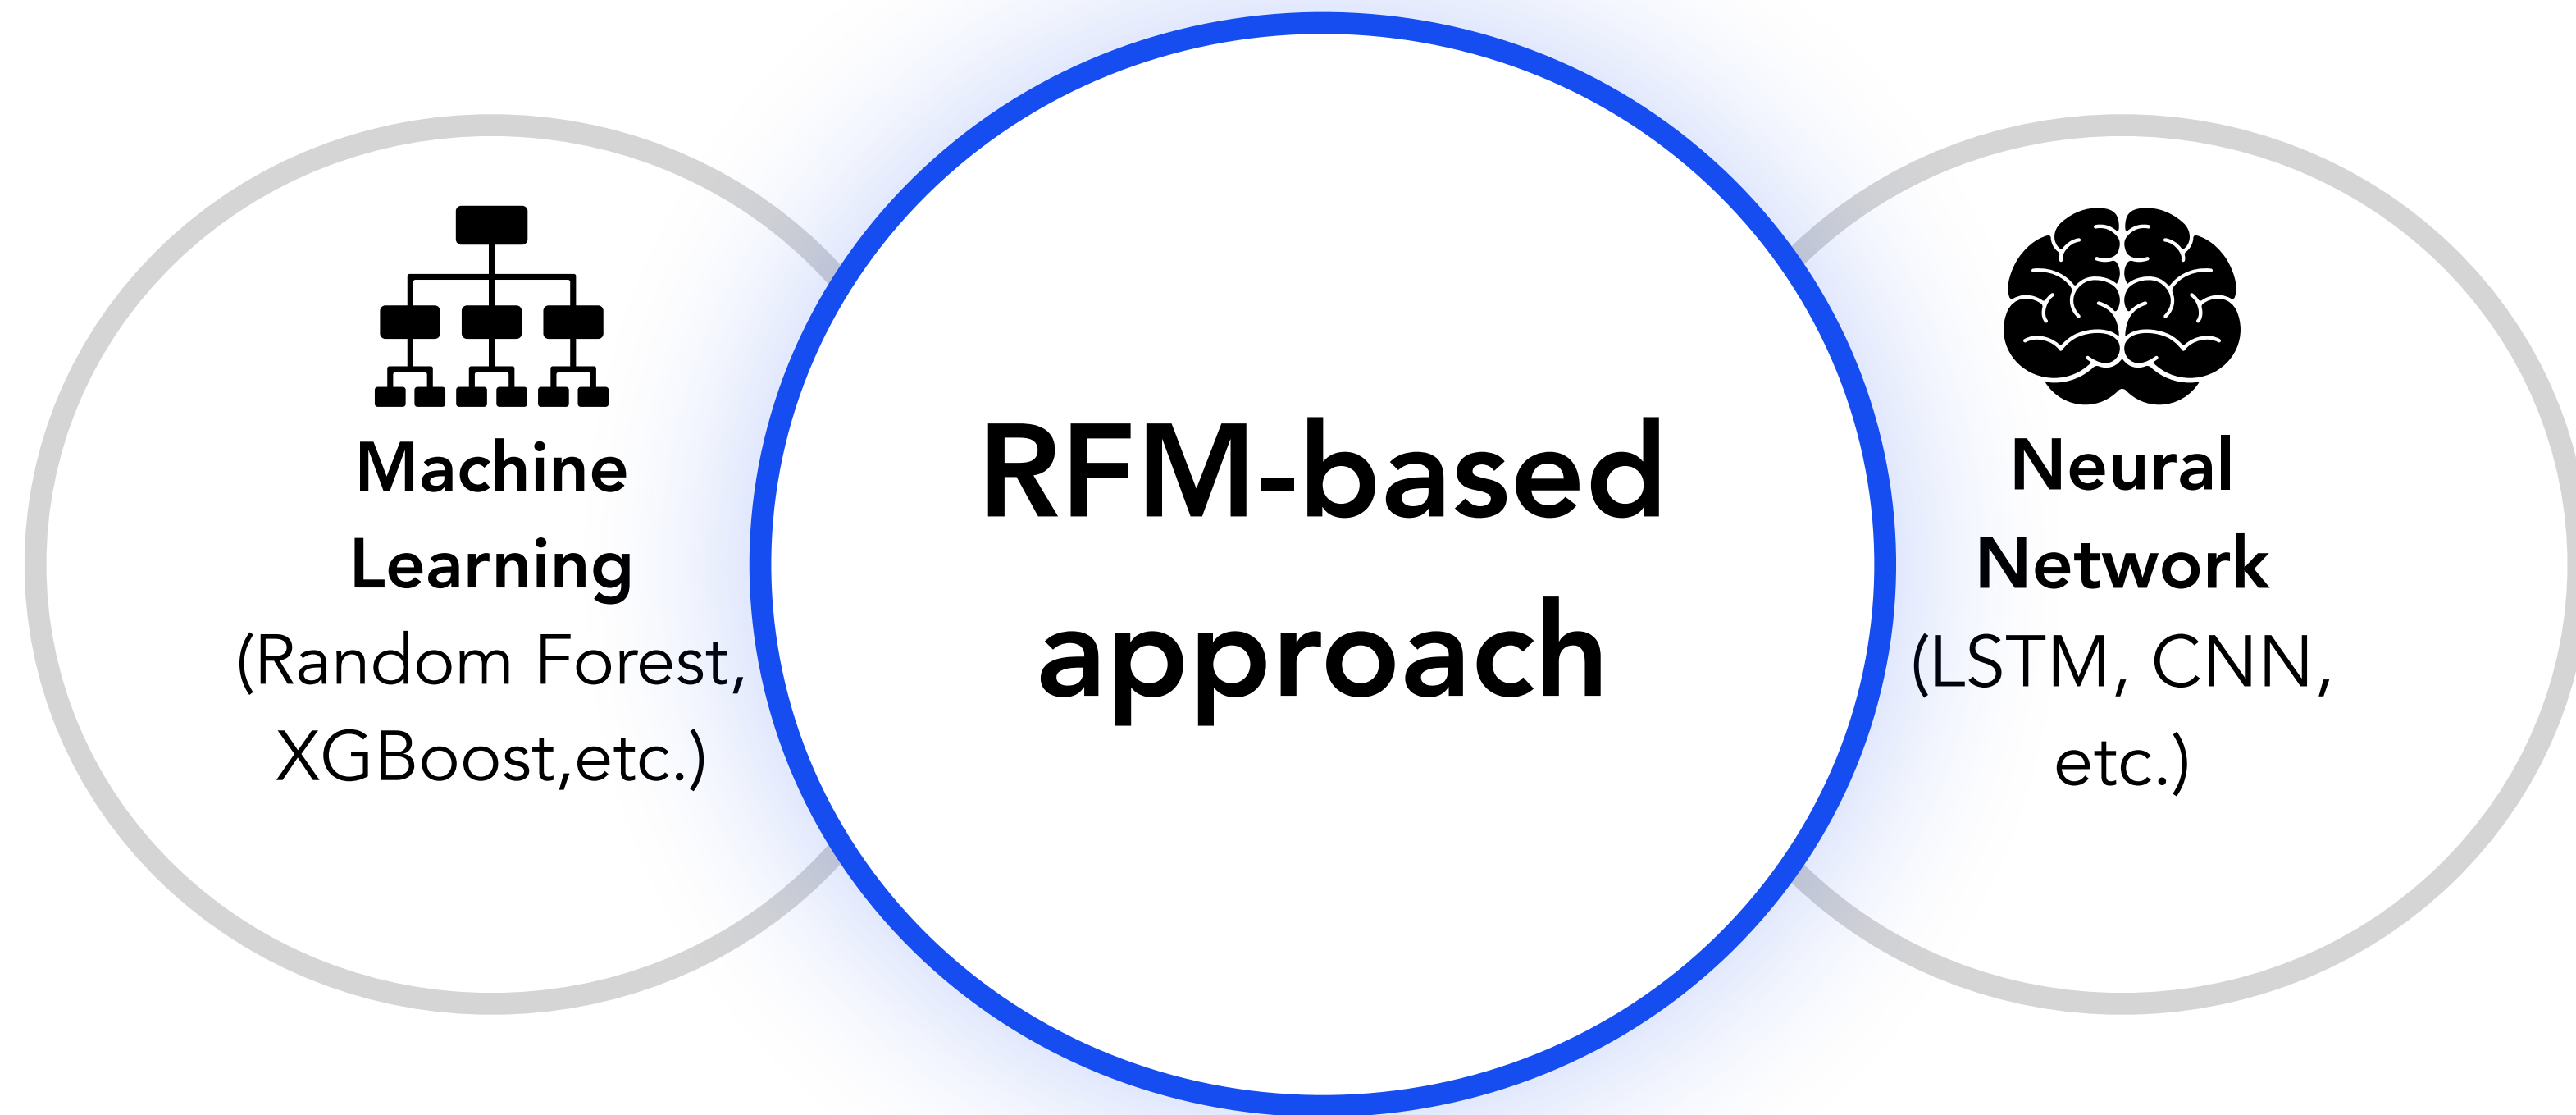 Machine
Learning
(Random Forest,
XGBoost,etc.)
RFM-based
approach
Neural
Network
(LSTM, CNN,
etc.)